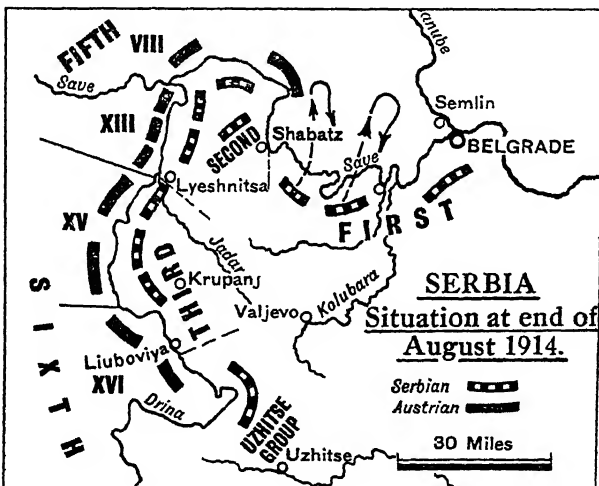 FIFTH
VIII
Save
XIII
SECOND
Shabatz
Save
Danube
Semlin
BELGRADE
Lyeshnitsa
FIRST
XV
Jadar
THIRD
Krupanj
Valjevo
Kolubara
SIXTH
Liuboviya
XVI
Drina
UZHITSE
GROUP
Uzhitse
SERBIA
Situation at end of
August 1914.
Serbian
Austrian
30 Miles